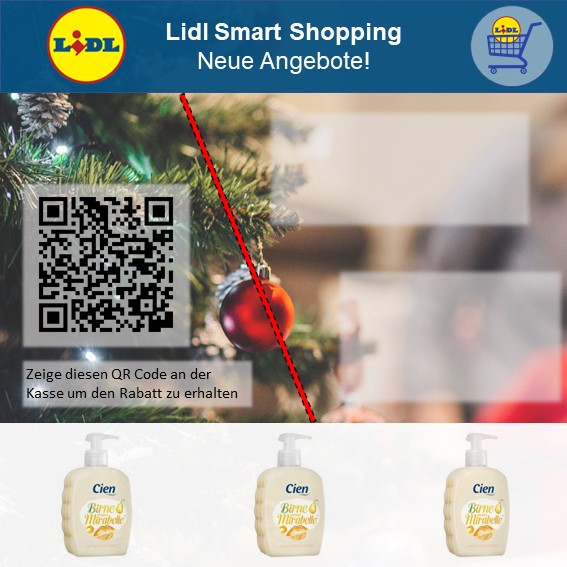 LIDL
Lidl Smart Shopping
Neue Angebote!
LIDL
Zeige diesen QR Code an der
Kasse um den Rabatt zu erhalten
Cien
Birne
Mirabelle
Cien
Birne
Mirabelle
Cien
Birne
Mirabelle